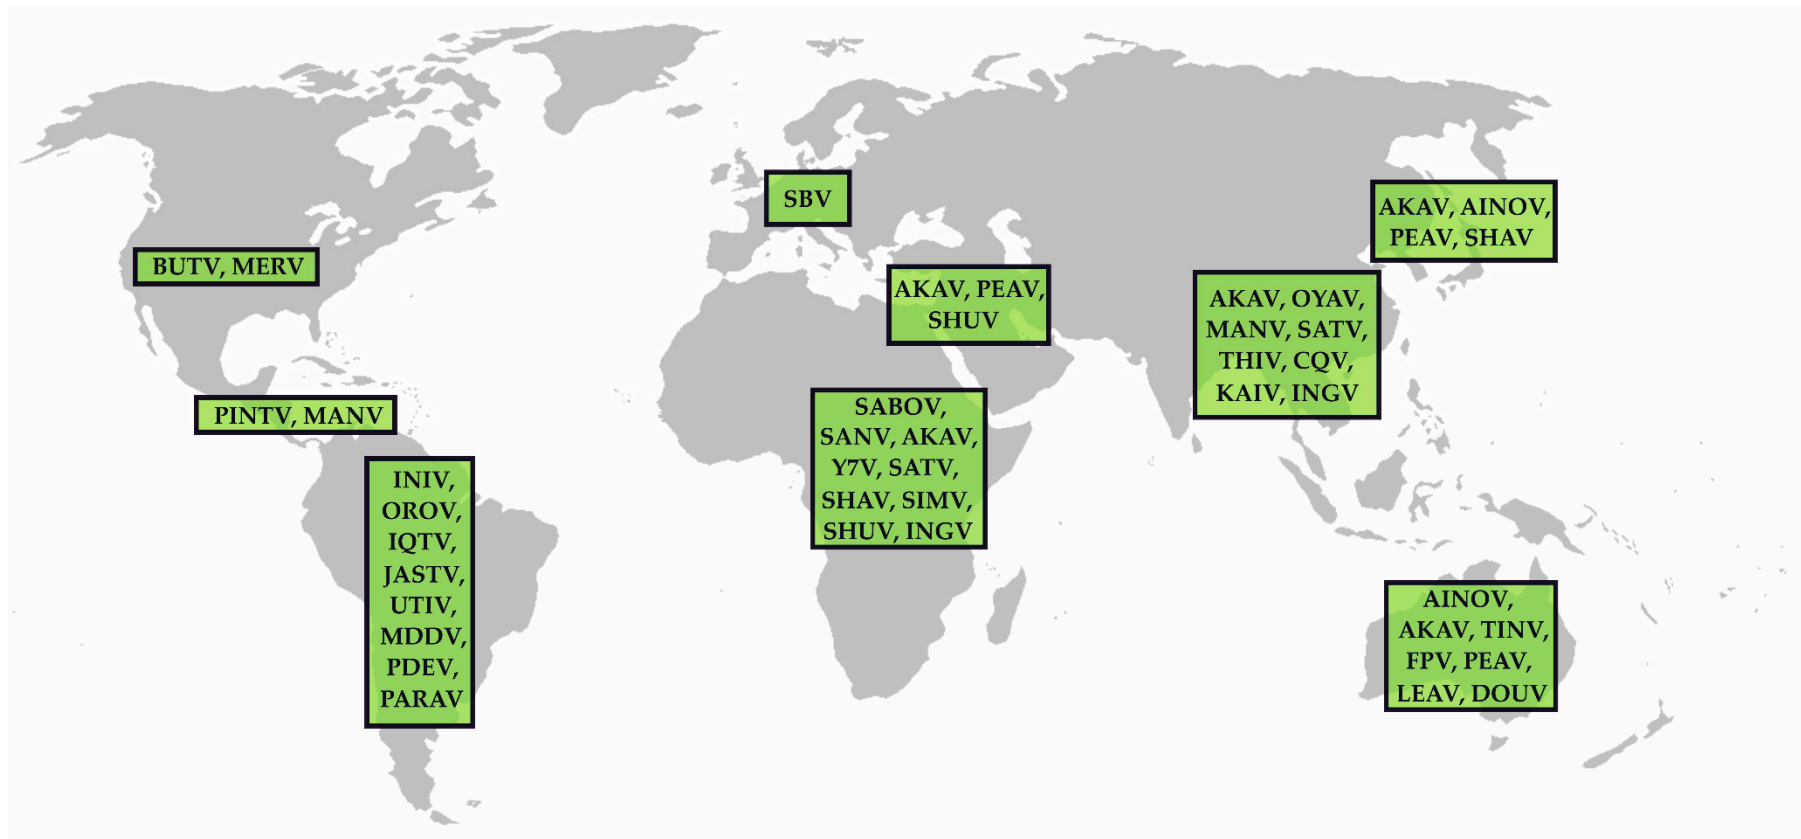 SBV
AKAV, AINOV,
PEAV, SHAV
BUTV, MERV
AKAV, PEAV,
SHUV
AKAV, OYAV,
MANV, SATV,
THIV, CQV,
KAIV, INGV
PINTV, MANV
SABOV,
SANV, AKAV,
Y7V, SATV,
SHAV, SIMV,
SHUV, INGV
INIV,
OROV,
IQTV,
JASTV,
UTIV,
MDDV,
PDEV,
PARAV
AINOV,
AKAV, TINV,
FPV, PEAV,
LEAV, DOUV